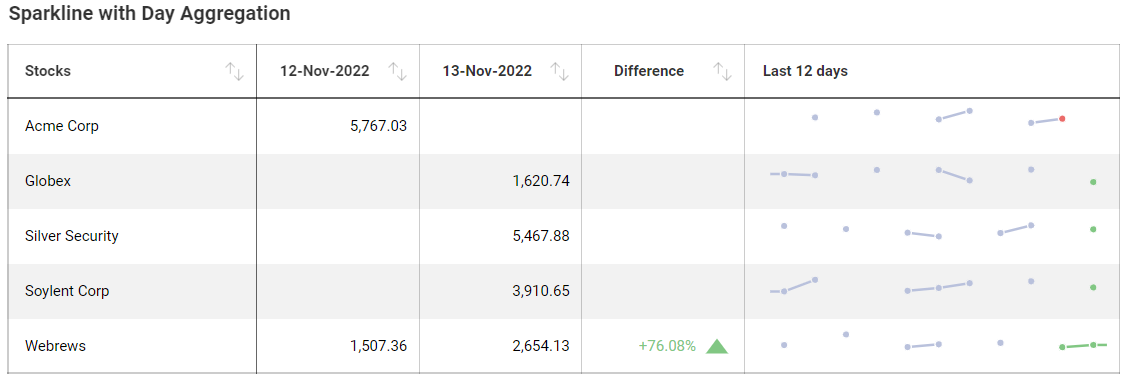 Sparkline with Day Aggregation
Stocks 12-Nov-2022 13-Nov-2022 Difference Last 12 days
Acme Corp 5,767.03
Globex 1,620.74
Silver Security 5,467.88
Soylent Corp 3,910.65
Webrews 1,507.36 2,654.13 +76.08%